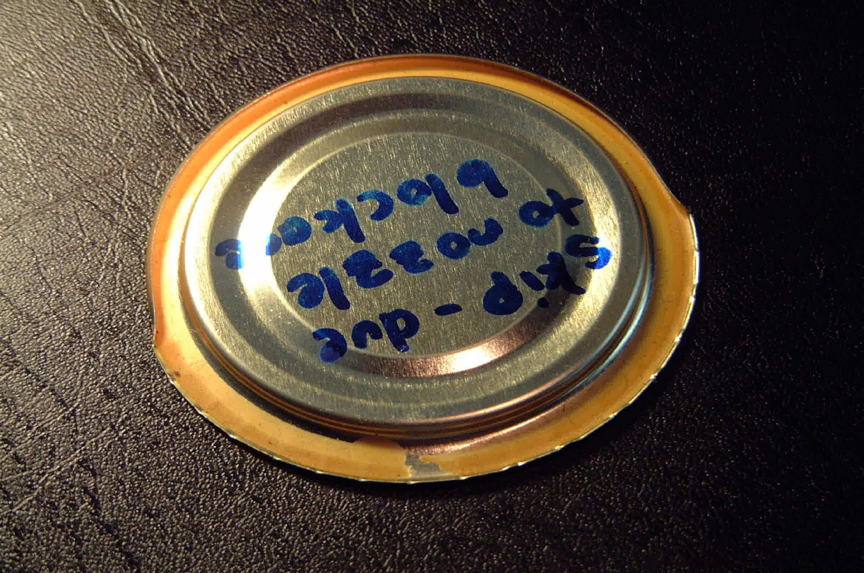 Skip - due
to nozzle
blockage